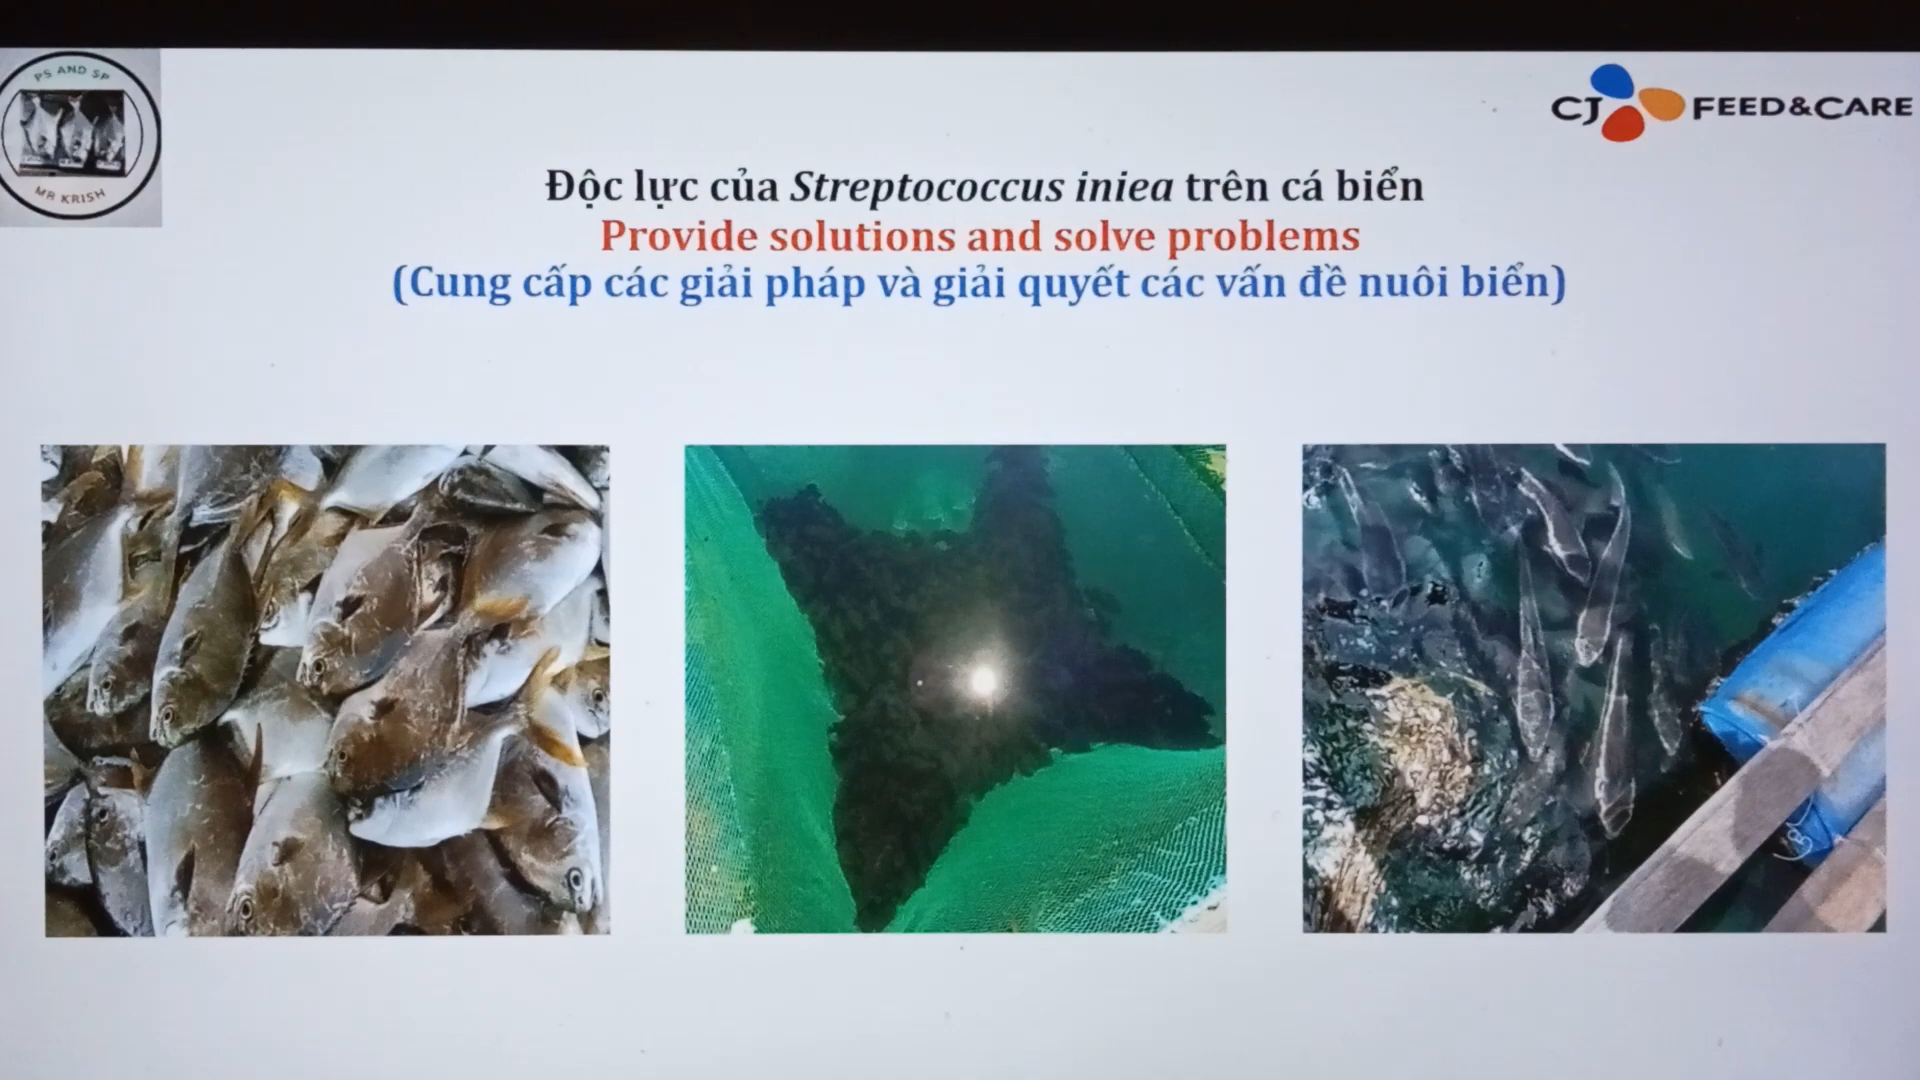 PS AND SP
MR KRISH
CJ FEED&CARE
Độc lực của Streptococcus iniea trên cá biển
Provide solutions and solve problems
(Cung cấp các giải pháp và giải quyết các vấn đề nuôi biển)